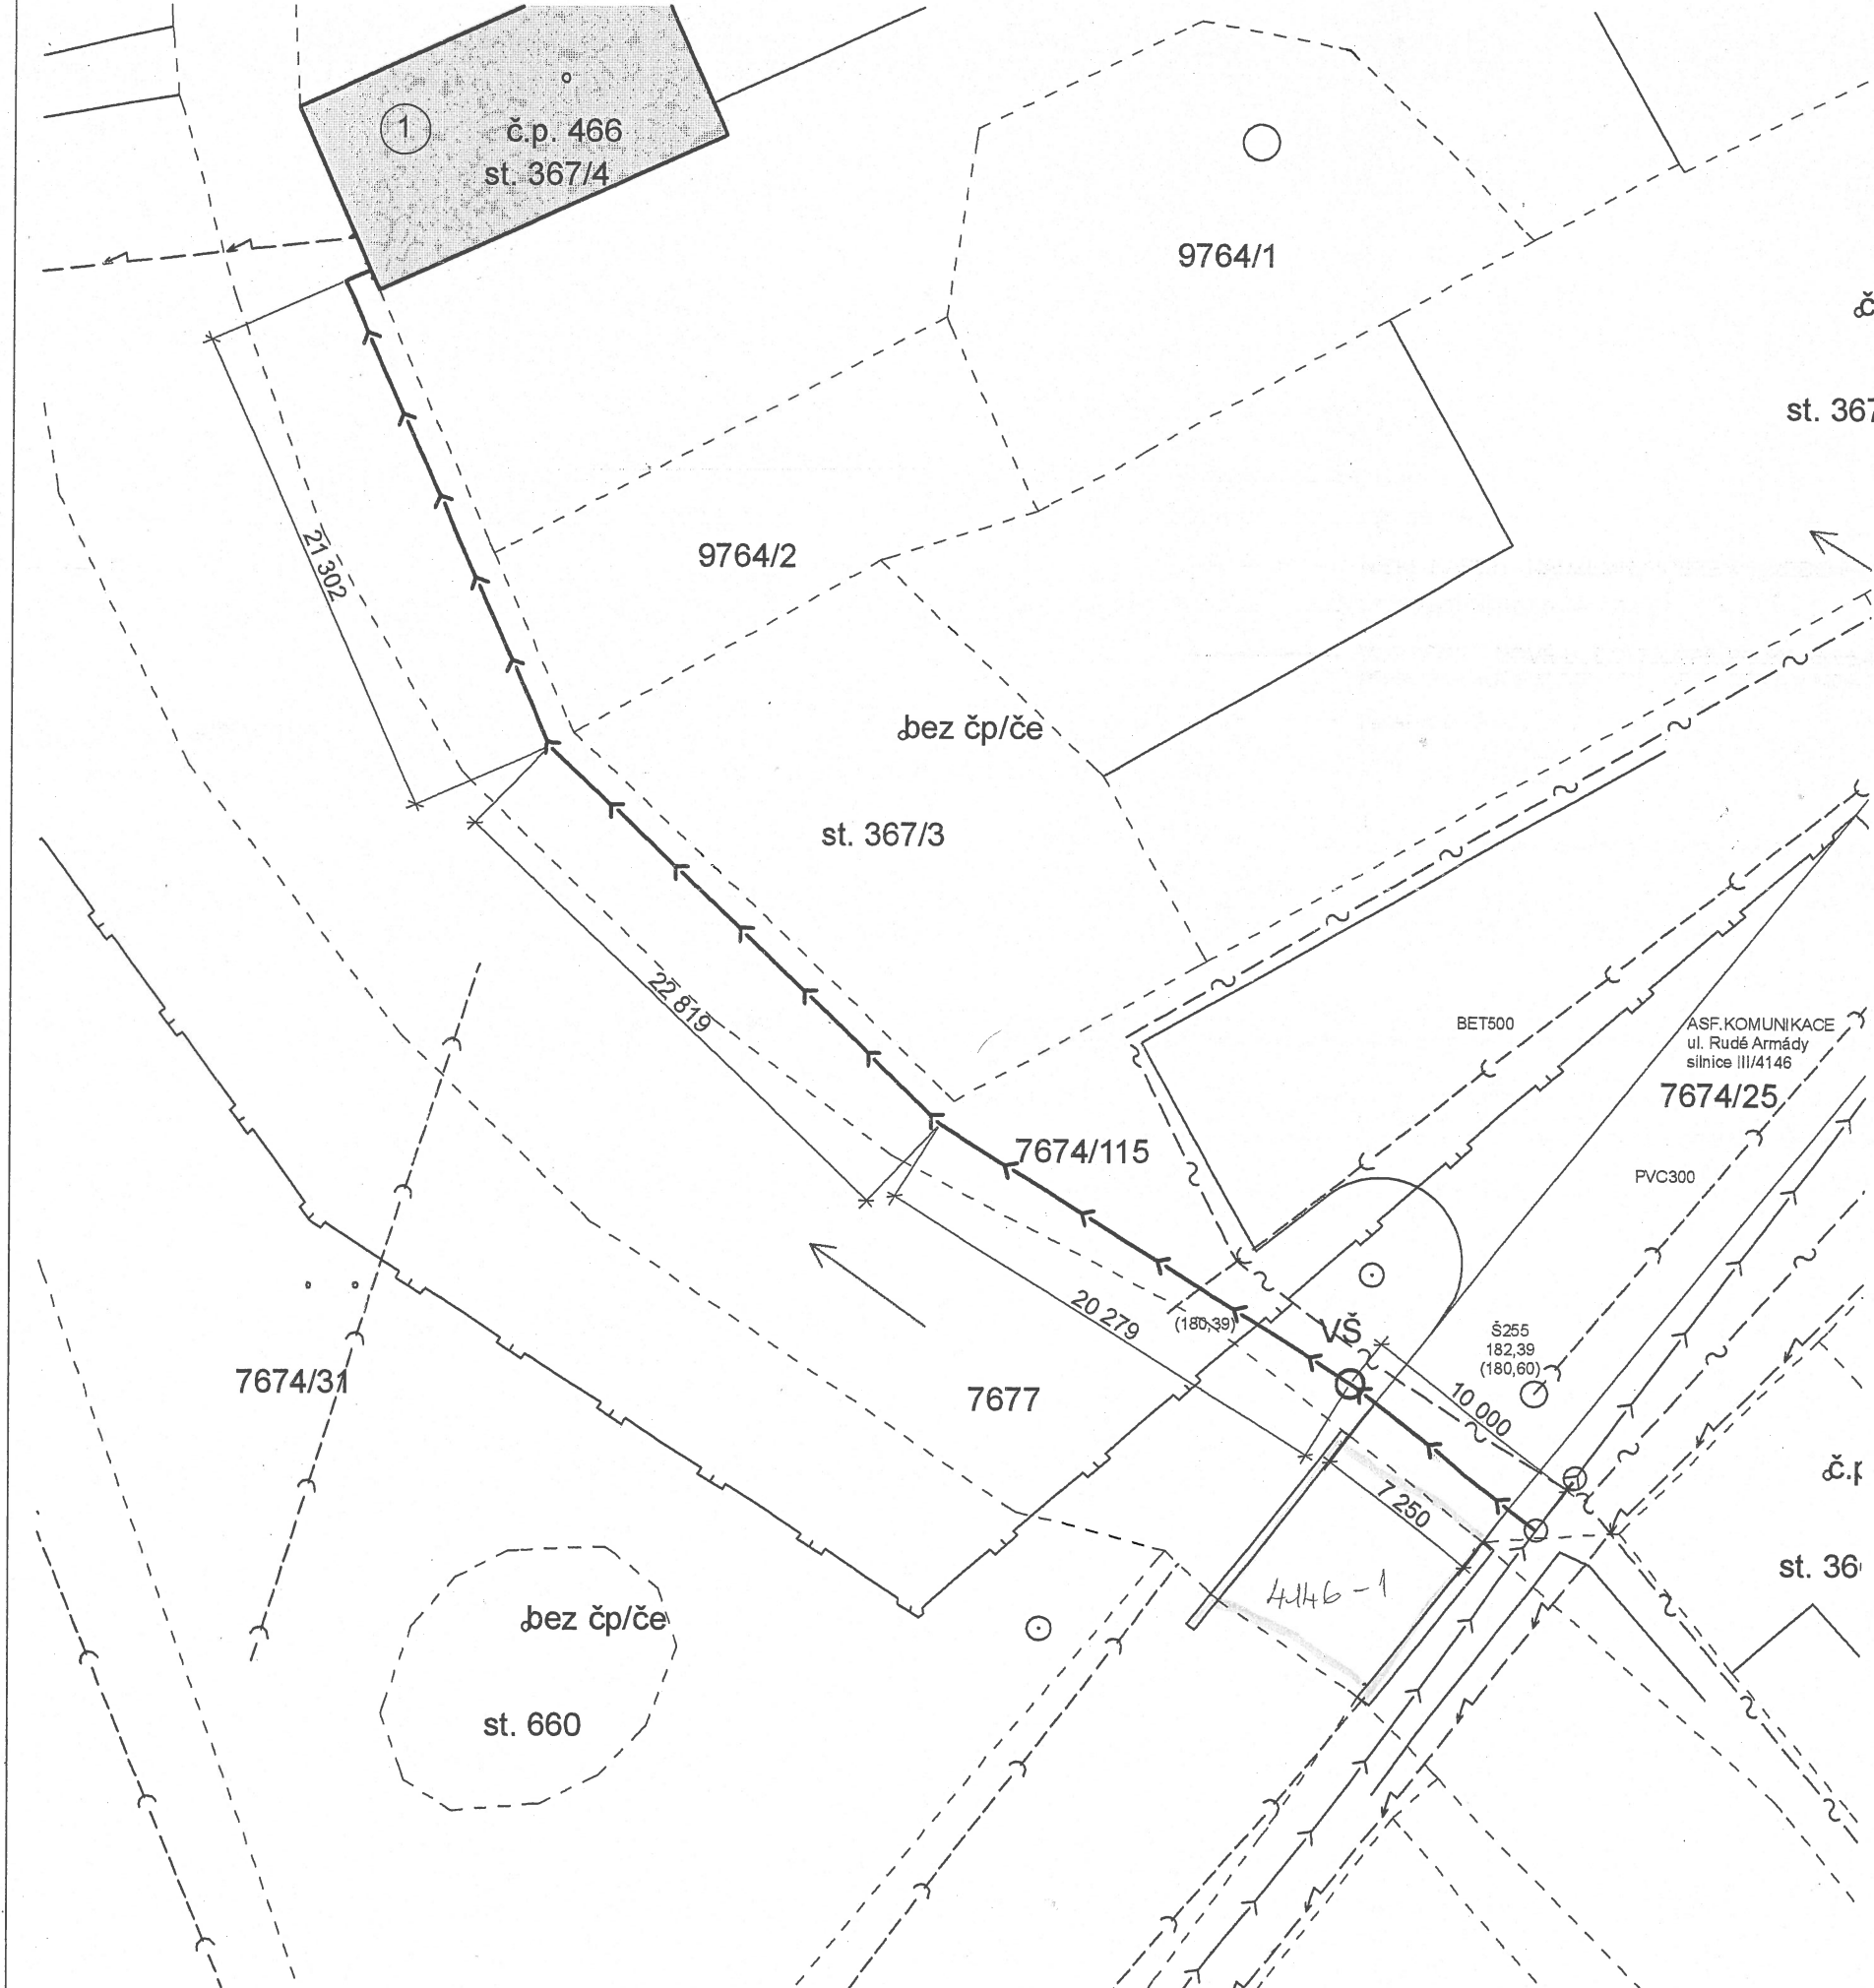 1
č.p. 466
st. 367/4
9764/1
st. 367
21 302
9764/2
bez čp/če
st. 367/3
22 819
BET500
ASF.KOMUNIKACE
ul. Rudé Armády
silnice III/4146
7674/25
7674/115
PVC300
20 279
(180,39)
VŠ
Š255
182,39
(180,60)
7674/31
7677
10 000
7 250
č.p
4146-1
st. 36
bez čp/če
st. 660